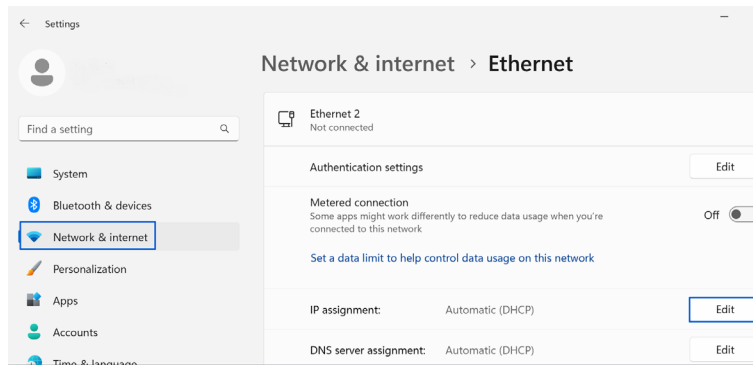 Settings
Network & internet > Ethernet
Find a setting
System
Bluetooth & devices
Network & internet
Personalization
Apps
Accounts
Time & language
Ethernet 2
Not connected
Authentication settings
Edit
Metered connection
Some apps might work differently to reduce data usage when you're
connected to this network
Off
Set a data limit to help control data usage on this network
IP assignment: Automatic (DHCP)
Edit
DNS server assignment: Automatic (DHCP)
Edit